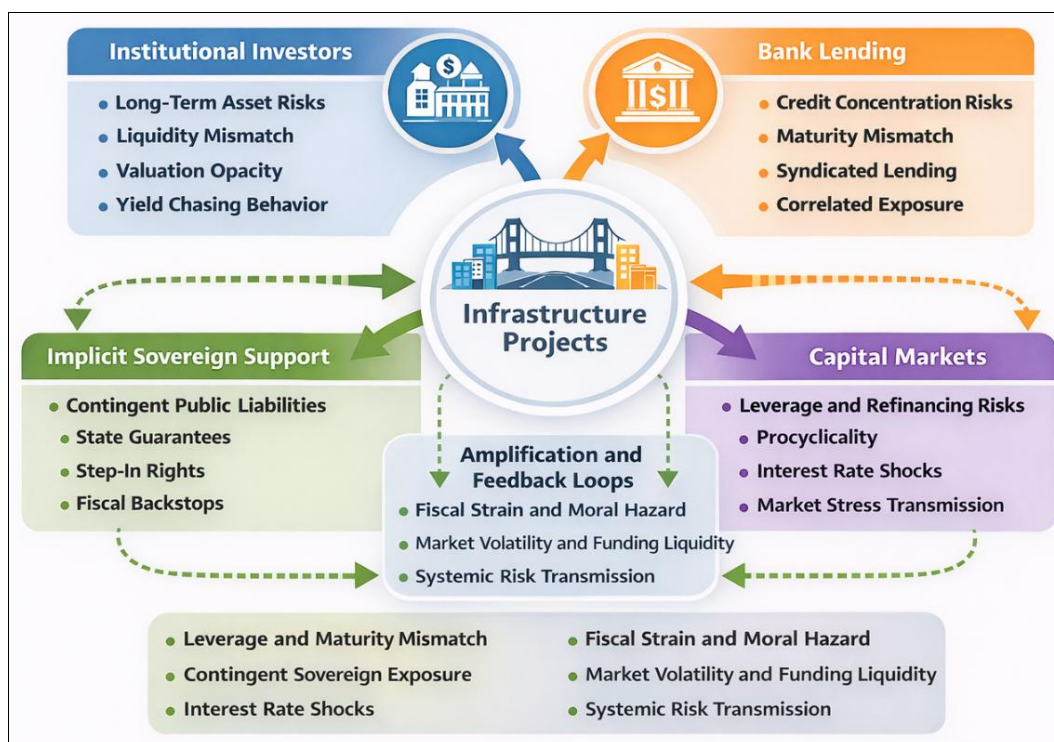 Institutional Investors
Long-Term Asset Risks
Liquidity Mismatch
Valuation Opacity
Yield Chasing Behavior
$
Bank Lending
$
Credit Concentration Risks
Maturity Mismatch
Syndicated Lending
Correlated Exposure
Infrastructure
Projects
Implicit Sovereign Support
Contingent Public Liabilities
State Guarantees
Step-In Rights
Fiscal Backstops
Capital Markets
Leverage and Refinancing Risks
Procyclicality
Interest Rate Shocks
Market Stress Transmission
Amplification and
Feedback Loops
Fiscal Strain and Moral Hazard
Market Volatility and Funding Liquidity
Systemic Risk Transmission
Leverage and Maturity Mismatch
Contingent Sovereign Exposure
Interest Rate Shocks
Fiscal Strain and Moral Hazard
Market Volatility and Funding Liquidity
Systemic Risk Transmission